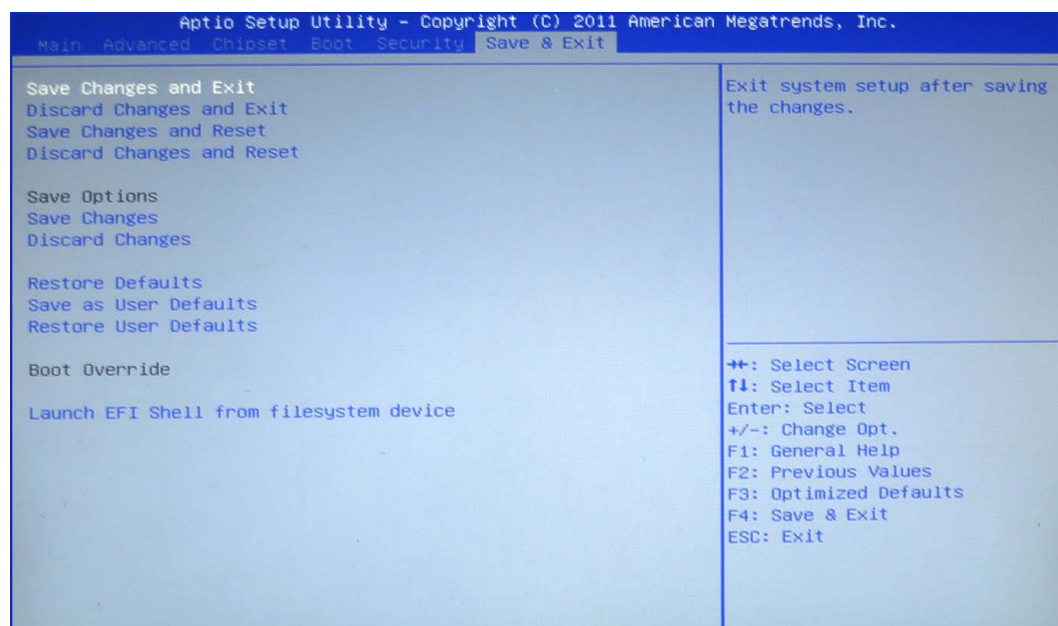 Aptio Setup Utility – Copyright (C) 2011 American Megatrends, Inc.
Main Advanced Chipset Boot Security Save & Exit
Save Changes and Exit
Discard Changes and Exit
Save Changes and Reset
Discard Changes and Reset
Save Options
Save Changes
Discard Changes
Restore Defaults
Save as User Defaults
Restore User Defaults
Boot Override
Launch EFI Shell from filesystem device
Exit system setup after saving
the changes.
→←: Select Screen
↑↓: Select Item
Enter: Select
+/-: Change Opt.
F1: General Help
F2: Previous Values
F3: Optimized Defaults
F4: Save & Exit
ESC: Exit